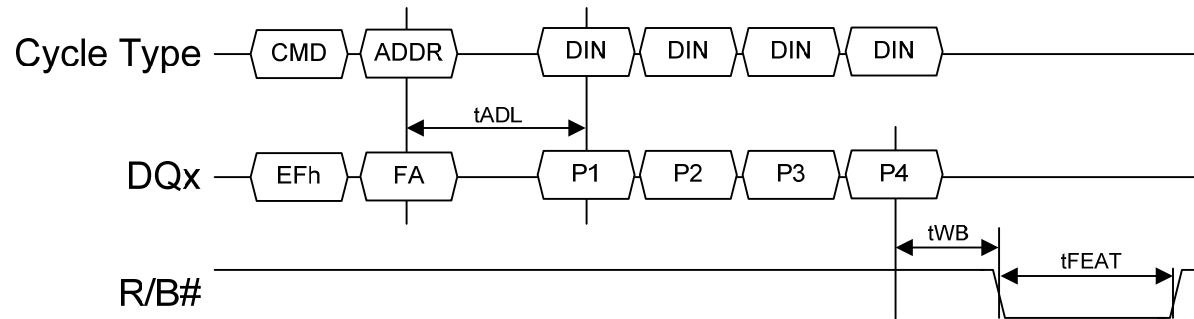 Cycle Type CMD ADDR DIN DIN DIN DIN
tADL
DQx EFh FA P1 P2 P3 P4
tWB
tFEAT
R/B#